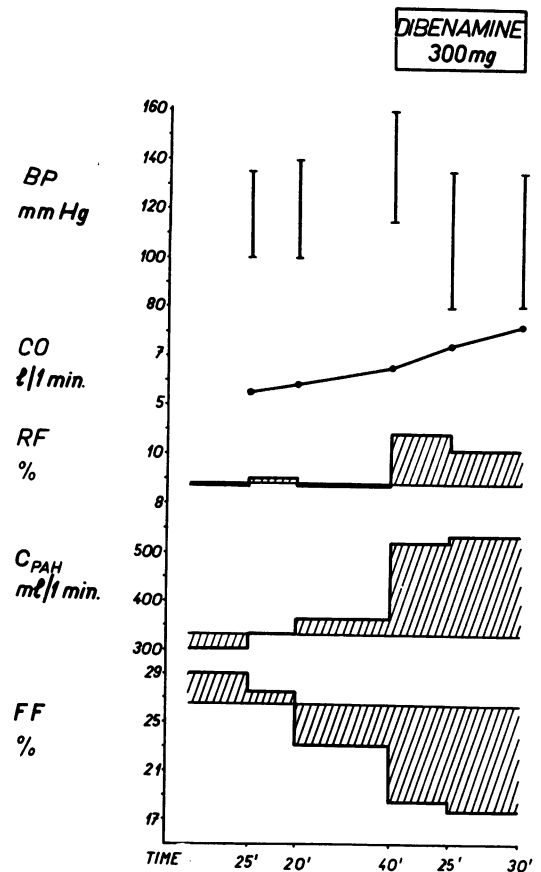 DIBENAMINE
300mg
160
140
BP
120
mm Hg
100
80
CO
7
l/1 min.
5
RF
10
%
8
500
CPAH
ml/1 min.
400
300
29
FF
25
%
21
17
TIME 25' 20' 40' 25' 30'